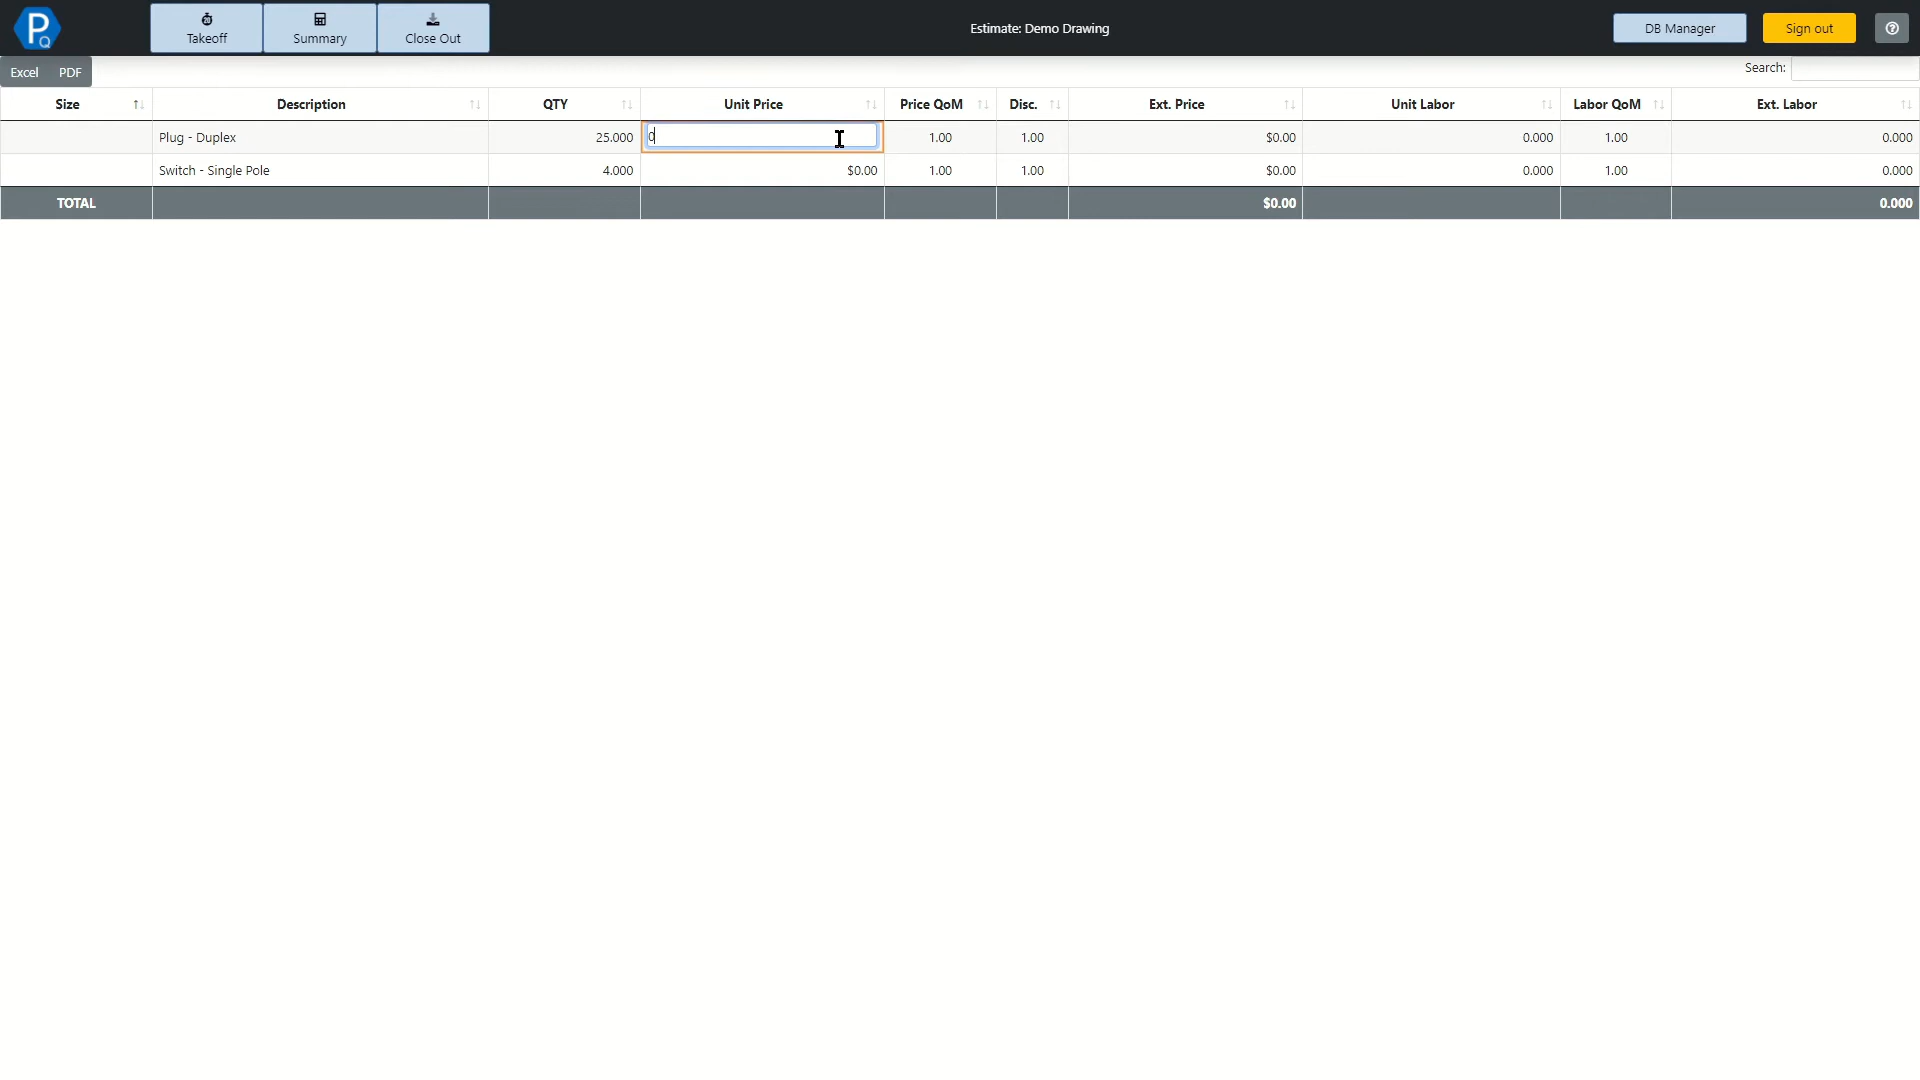 PQ
Takeoff
Summary
Close Out
Estimate: Demo Drawing
DB Manager
Sign out
Excel PDF
Search:
Size Description QTY Unit Price Price QoM Disc. Ext. Price Unit Labor Labor QoM Ext. Labor
Plug - Duplex 25.000 0 1.00 1.00 $0.00 0.000 1.00 0.000
Switch - Single Pole 4.000 $0.00 1.00 1.00 $0.00 0.000 1.00 0.000
TOTAL $0.00 0.000